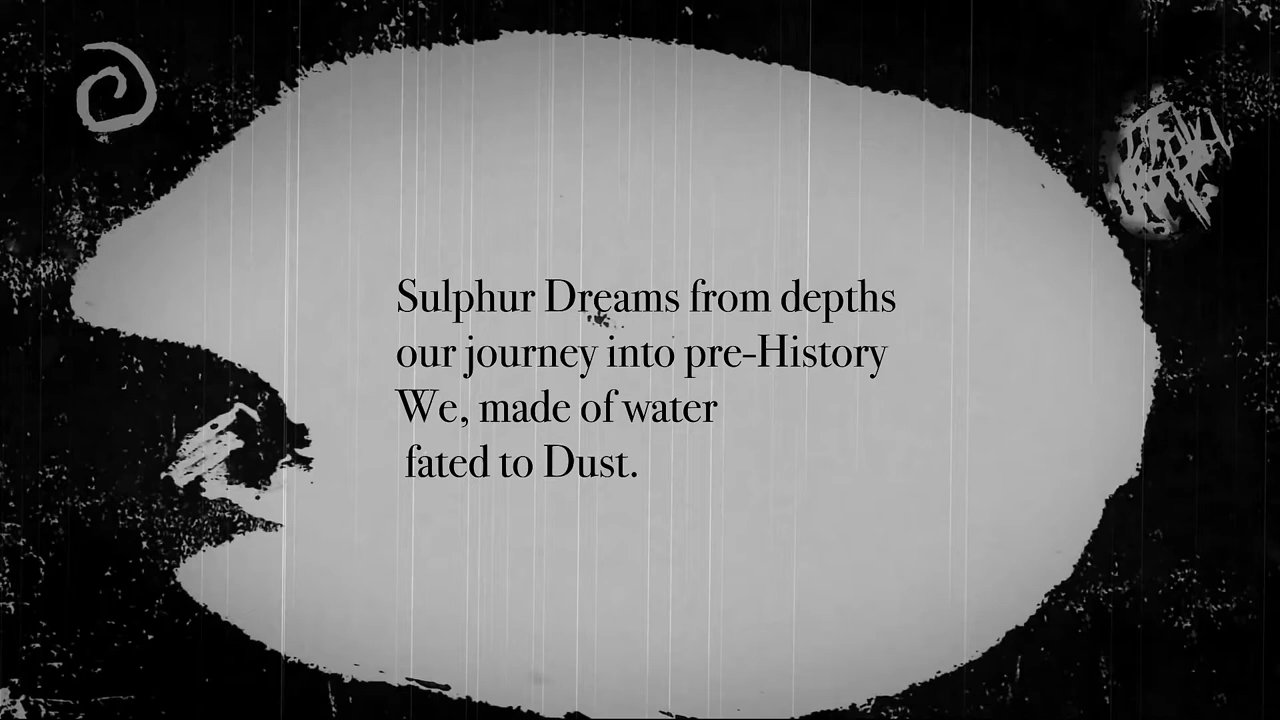 Sulphur Dreams from depths
our journey into pre-History
We, made of water
fated to Dust.